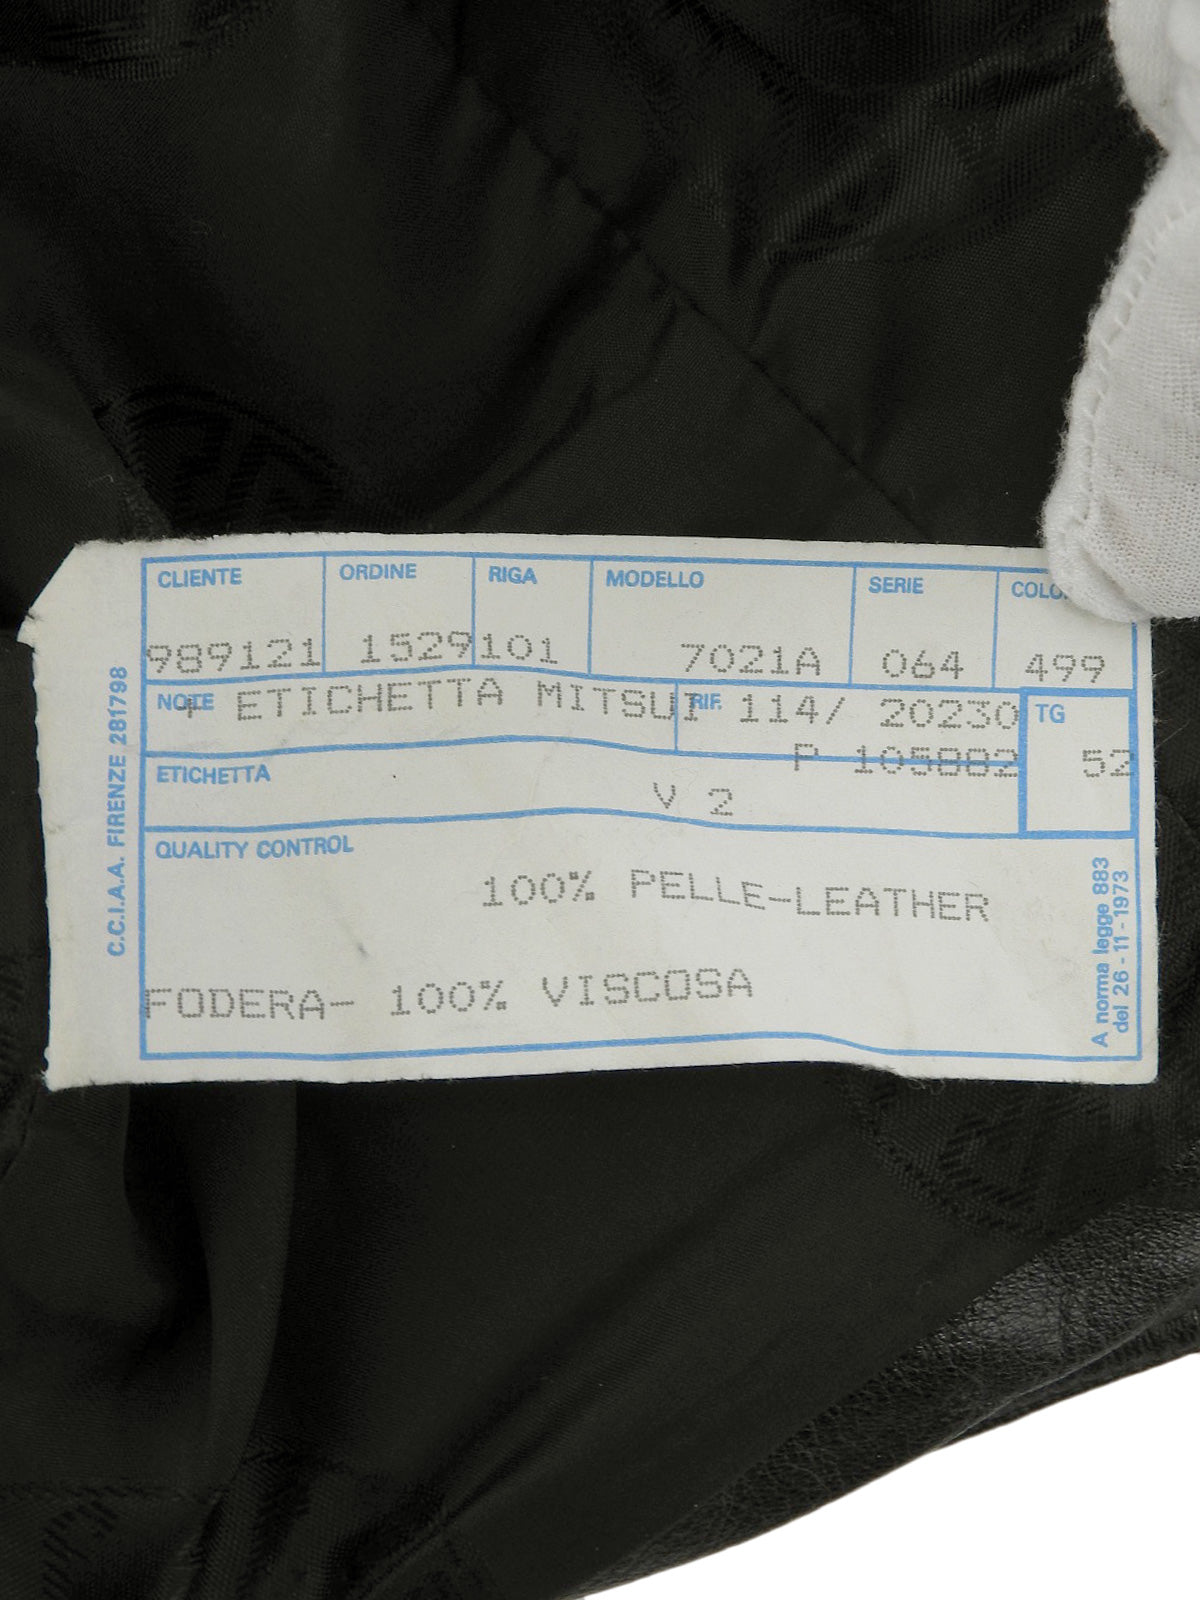 CLIENTE ORDINE RIGA MODELLO SERIE
989121 1529 101 7021A 064 499
NOTE + ETICHETTA MITSUI RIF. 114/ 20230 TG
P 52
ETICHETTA
V 2
QUALITY CONTROL
100% PELLE-LEATHER
FODERA- 100% VISCOSA
C.C.I.A.A. FIRENZE 281798
A norma legge 883
del 26-11-1973